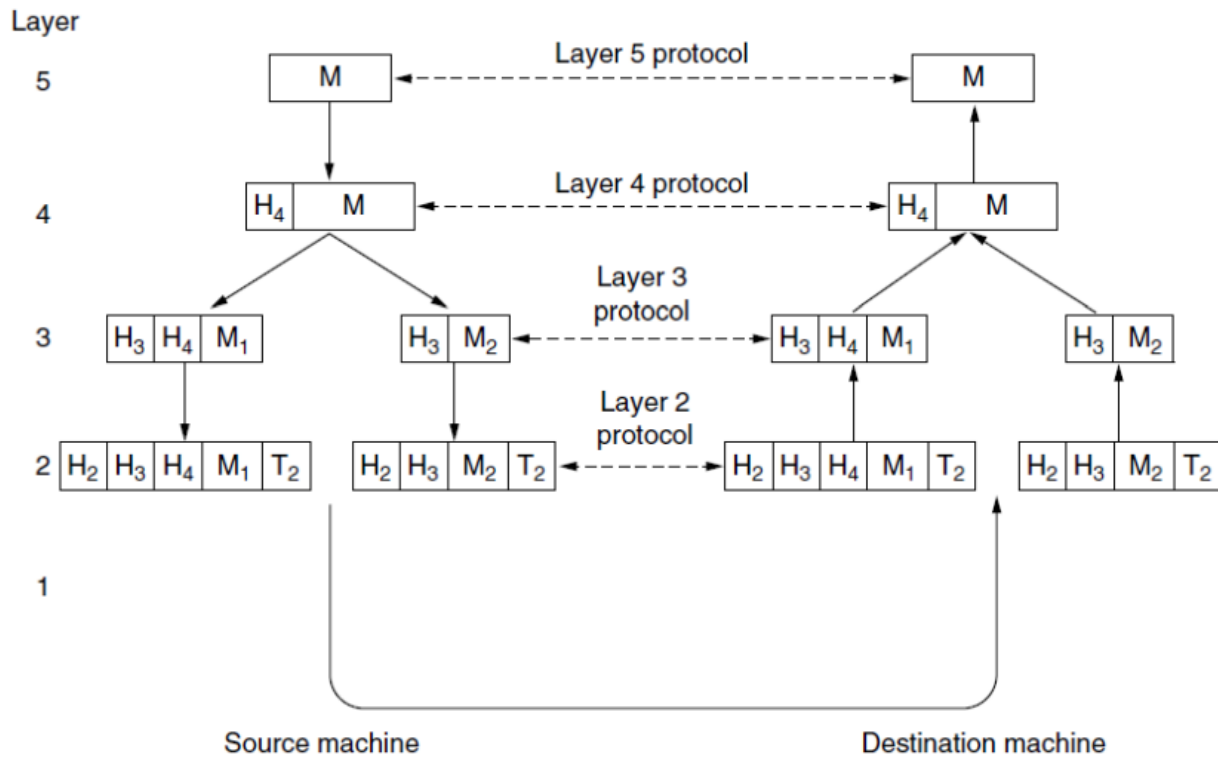 Layer
5 M Layer 5 protocol M
4 H₄ M Layer 4 protocol H₄ M
Layer 3
protocol
3 H₃ H₄ M₁ H₃ M₂ H₃ H₄ M₁ H₃ M₂
Layer 2
protocol
2 H₂ H₃ H₄ M₁ T₂ H₂ H₃ M₂ T₂ H₂ H₃ H₄ M₁ T₂ H₂ H₃ M₂ T₂
1
Source machine Destination machine